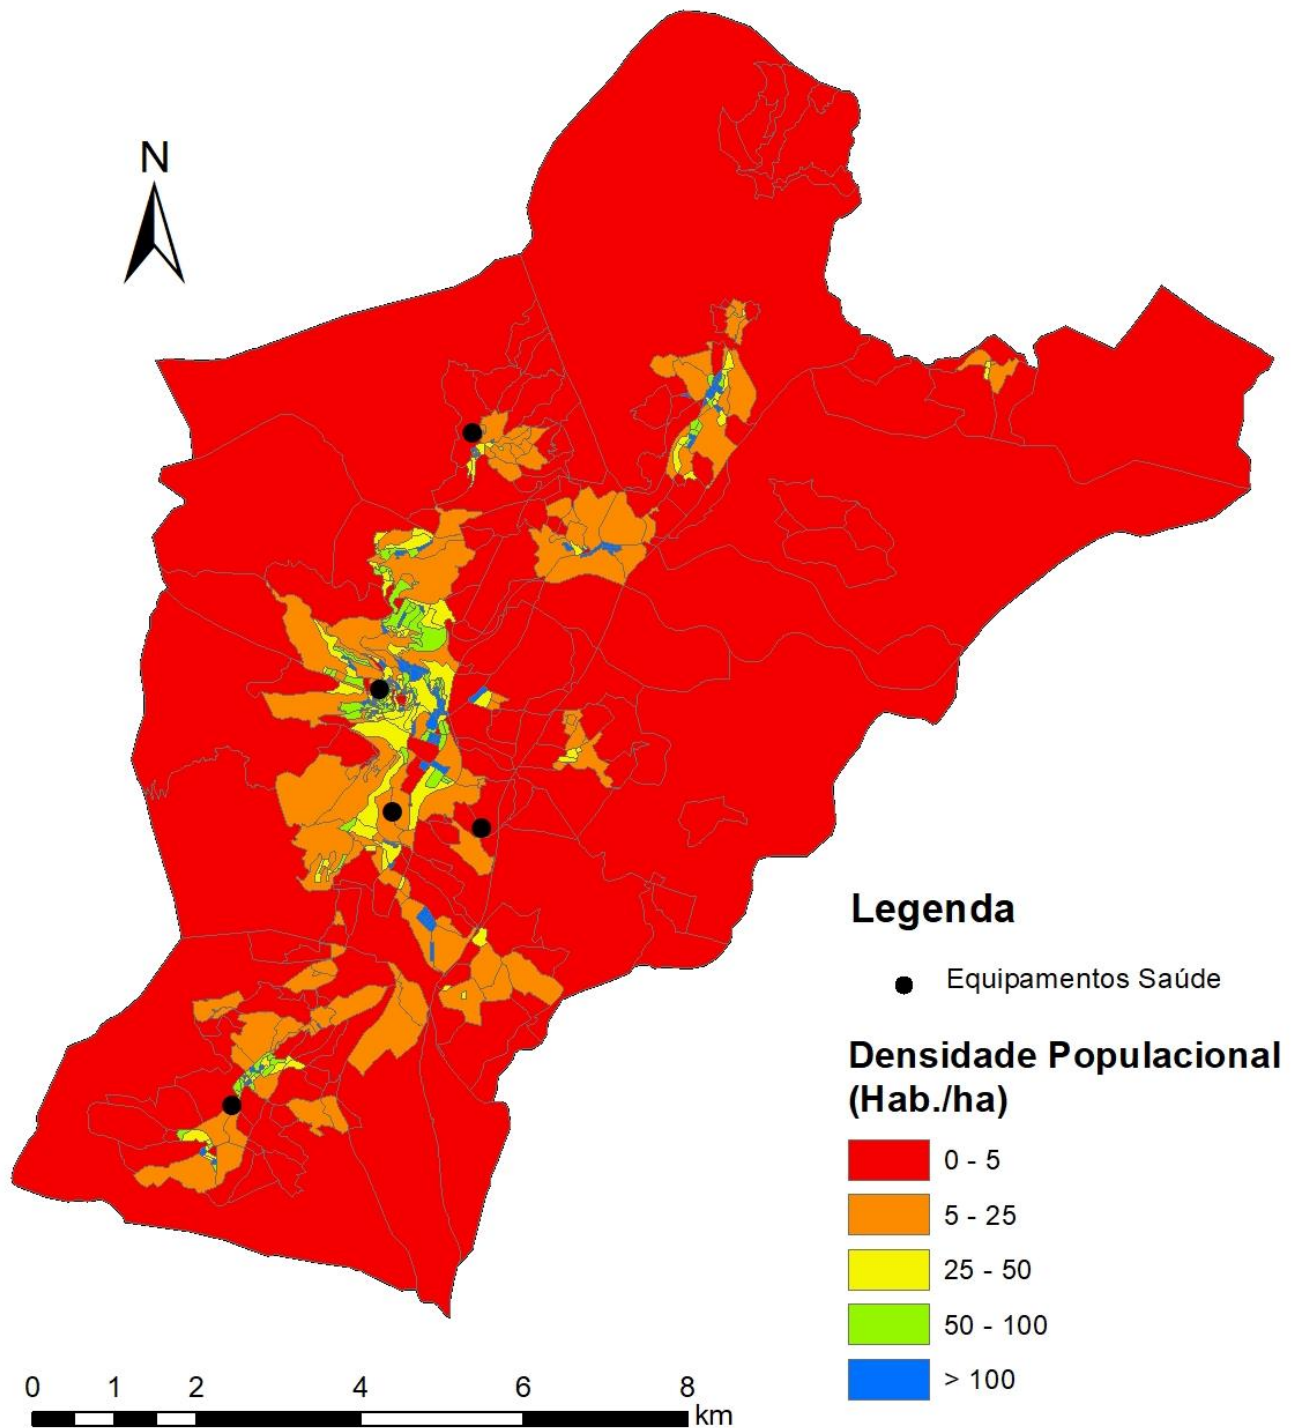 N
Legenda
Equipamentos Saúde
Densidade Populacional
(Hab./ha)
0 - 5
5 - 25
25 - 50
50 - 100
> 100
0 1 2 4 6 8
km